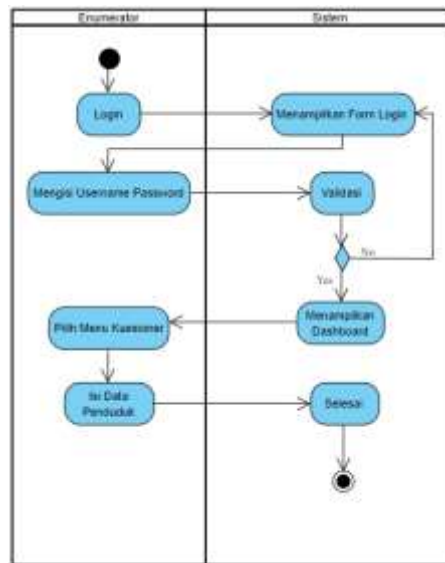 Enumerator
Sistem
Login
Menampilkan Form Login
Mengisi Username Password
Validasi
No
Yes
Menampilkan
Dashboard
Pilih Menu Kuesioner
Isi Data
Penduduk
Selesai